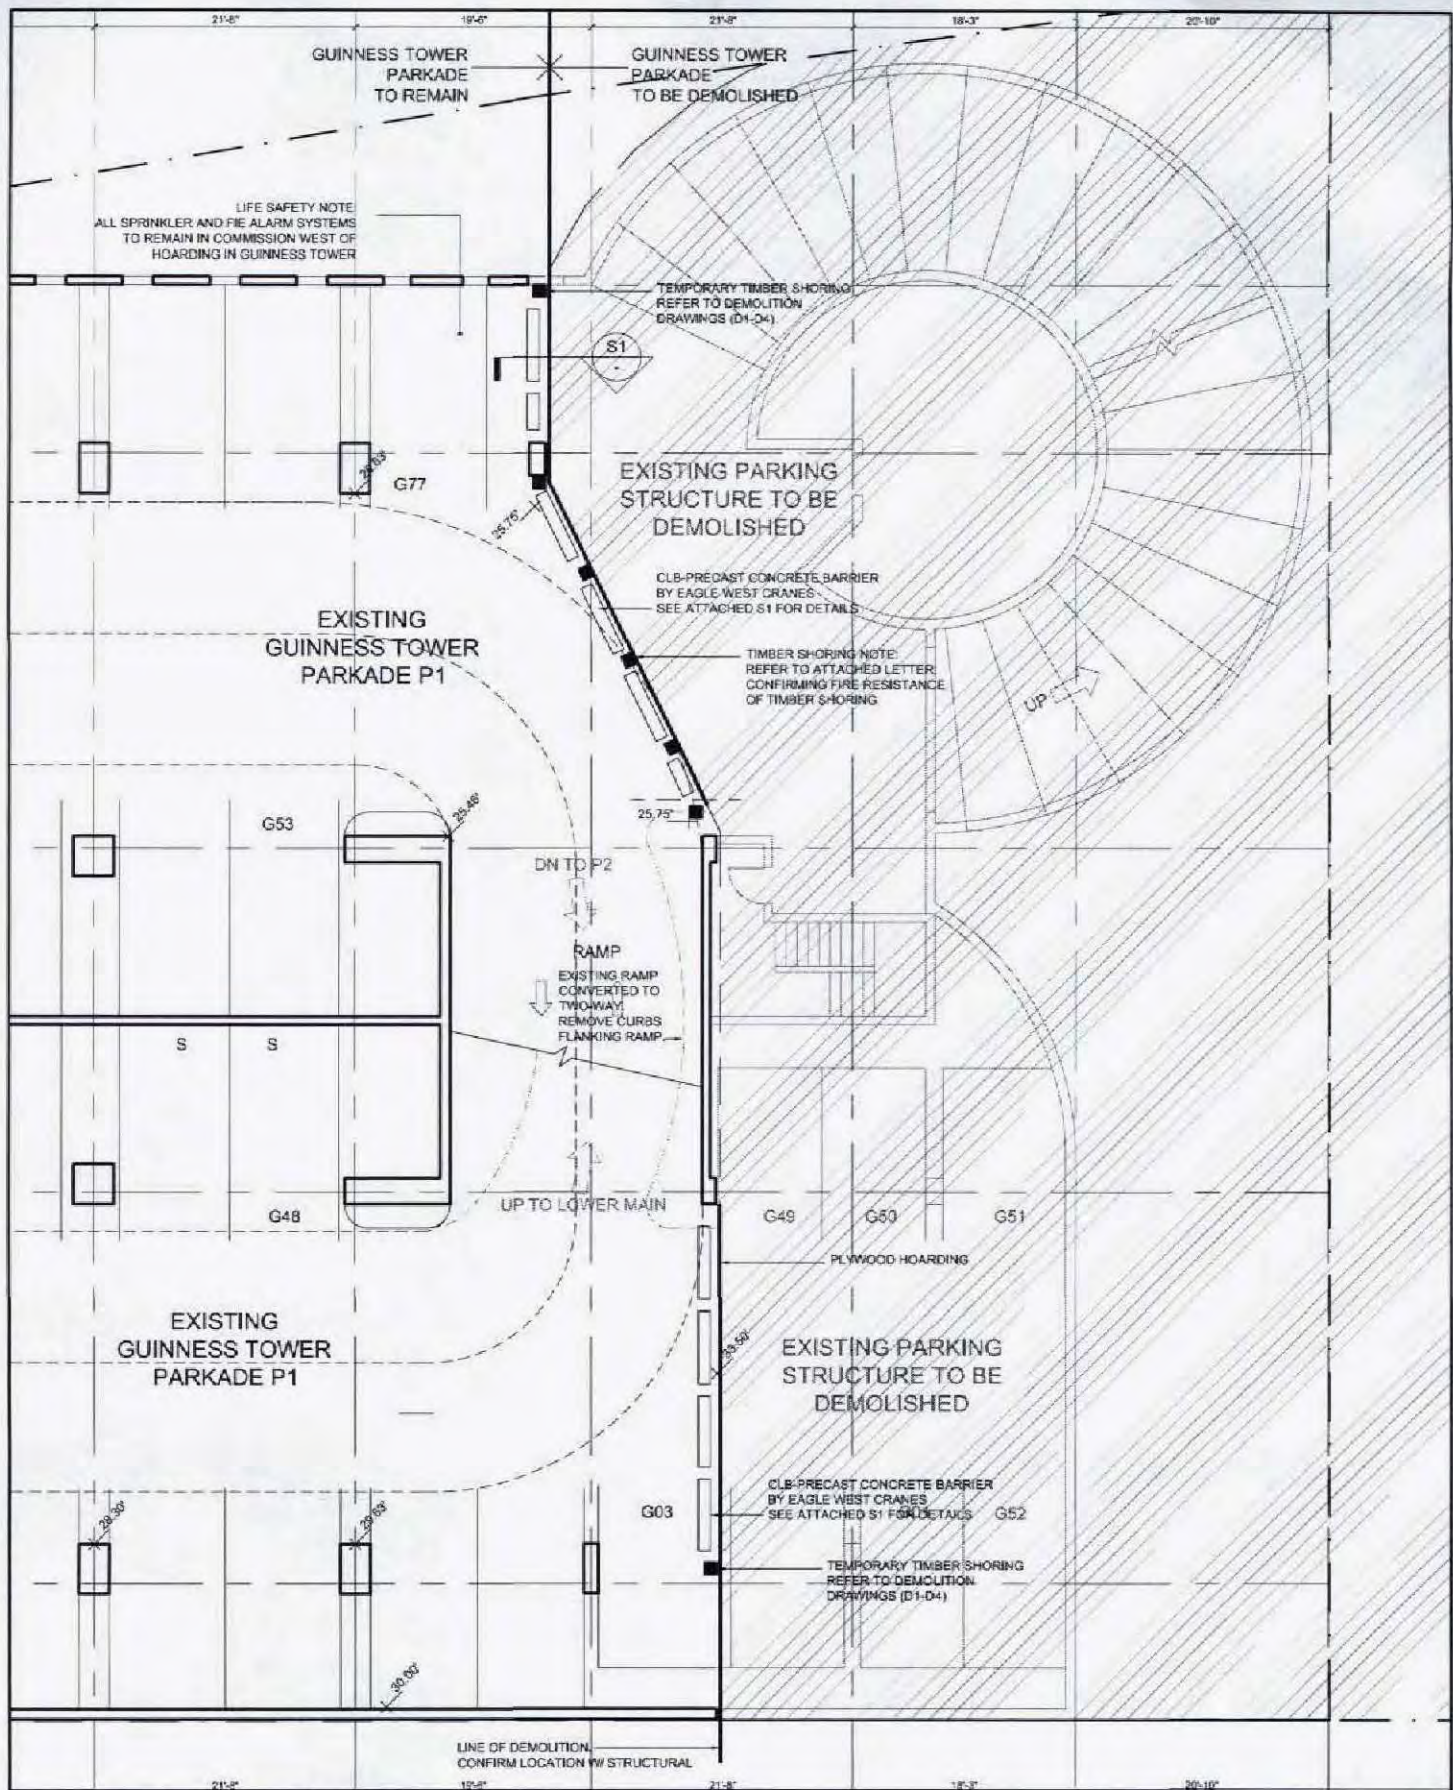 21'-8"
19'-6"
21'-8"
18'-3"
20'-10"
GUINNESS TOWER
PARKADE
TO REMAIN
GUINNESS TOWER
PARKADE
TO BE DEMOLISHED
LIFE SAFETY NOTE:
ALL SPRINKLER AND FIE ALARM SYSTEMS
TO REMAIN IN COMMISSION WEST OF
HOARDING IN GUINNESS TOWER
TEMPORARY TIMBER SHORING
REFER TO DEMOLITION
DRAWINGS (D1-D4)
S1
-
EXISTING PARKING
STRUCTURE TO BE
DEMOLISHED
G77
25.75'
CLB-PRECAST CONCRETE BARRIER
BY EAGLE WEST CRANES
SEE ATTACHED S1 FOR DETAILS
EXISTING
GUINNESS TOWER
PARKADE P1
TIMBER SHORING NOTE:
REFER TO ATTACHED LETTER
CONFIRMING FIRE RESISTANCE
OF TIMBER SHORING
UP
G53
25.46'
25.75'
DN TO P2
RAMP
EXISTING RAMP
CONVERTED TO
TWO-WAY.
REMOVE CURBS
FLANKING RAMP
S
S
UP TO LOWER MAIN
G48
G49
G50
G51
PLYWOOD HOARDING
EXISTING
GUINNESS TOWER
PARKADE P1
EXISTING PARKING
STRUCTURE TO BE
DEMOLISHED
CLB-PRECAST CONCRETE BARRIER
BY EAGLE WEST CRANES
SEE ATTACHED S1 FOR DETAILS
G03
G52
28.30'
29.63'
TEMPORARY TIMBER SHORING
REFER TO DEMOLITION
DRAWINGS (D1-D4)
30.00'
LINE OF DEMOLITION.
CONFIRM LOCATION W/ STRUCTURAL
21'-8"
19'-6"
21'-8"
18'-3"
20'-10"